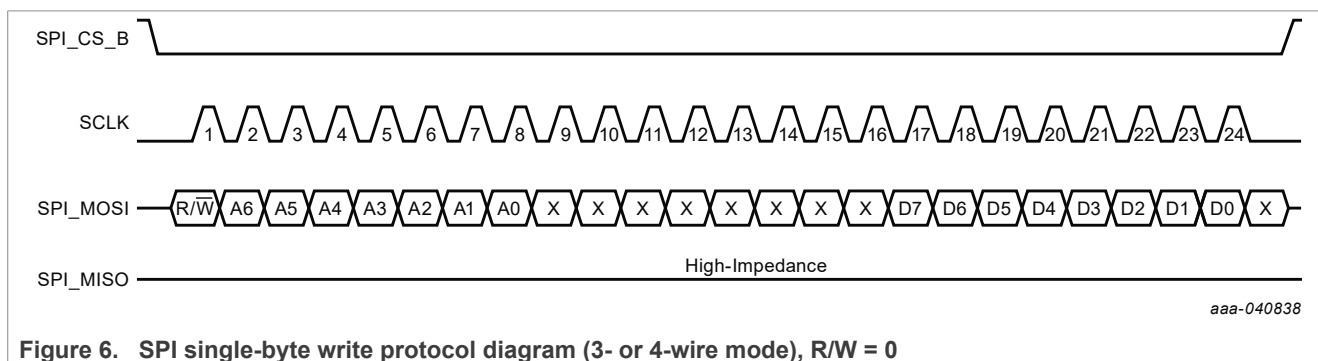 SPI_CS_B
SCLK
1 2 3 4 5 6 7 8 9 10 11 12 13 14 15 16 17 18 19 20 21 22 23 24
SPI_MOSI
R/W̅ A6 A5 A4 A3 A2 A1 A0 X X X X X X X X D7 D6 D5 D4 D3 D2 D1 D0 X
High-Impedance
SPI_MISO
aaa-040838
Figure 6. SPI single-byte write protocol diagram (3- or 4-wire mode), R/W = 0